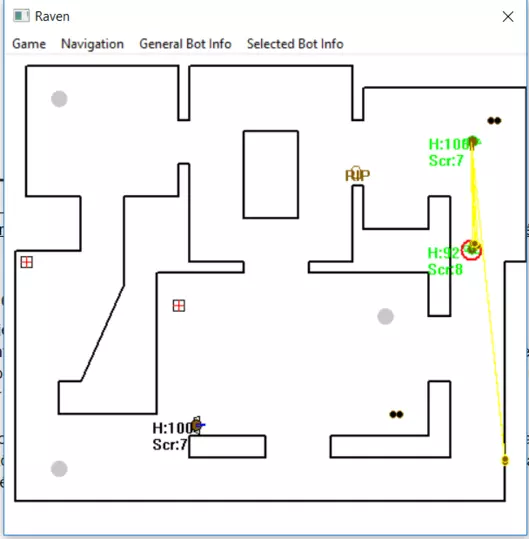 Raven
Game Navigation General Bot Info Selected Bot Info
H:100
Scr:7
RIP
H:92
Scr:8
H:100
Scr:7